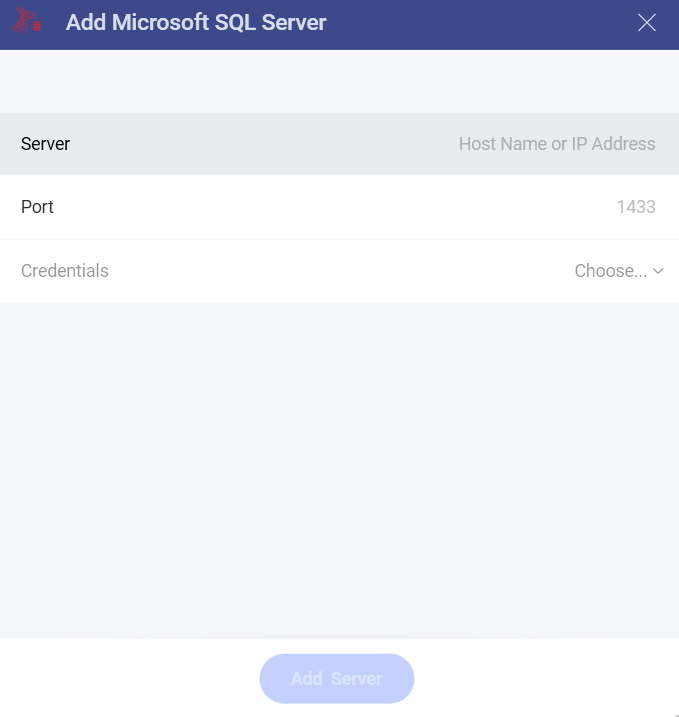 Add Microsoft SQL Server
Server Host Name or IP Address
Port 1433
Credentials Choose...
Add Server